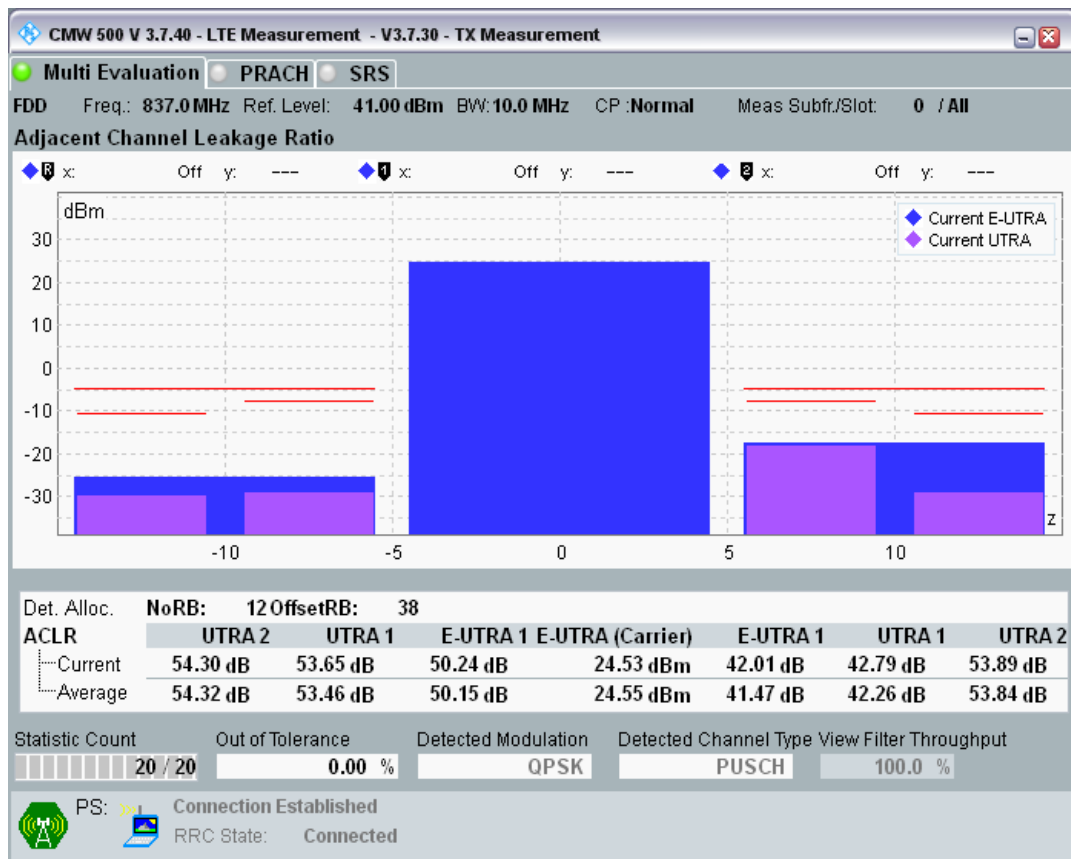 CMW 500 V 3.7.40 - LTE Measurement - V3.7.30 - TX Measurement
Multi Evaluation PRACH SRS
FDD Freq.: 837.0 MHz Ref. Level: 41.00 dBm BW: 10.0 MHz CP :Normal Meas Subfr./Slot: 0 / All
Adjacent Channel Leakage Ratio
R x: Off y: --- 1 x: Off y: --- 2 x: Off y: ---
dBm
Current E-UTRA
Current UTRA
30
20
10
0
-10
-20
-30
z
-10 -5 0 5 10
Det. Alloc. NoRB: 12 OffsetRB: 38
ACLR UTRA 2 UTRA 1 E-UTRA 1 E-UTRA (Carrier) E-UTRA 1 UTRA 1 UTRA 2
Current 54.30 dB 53.65 dB 50.24 dB 24.53 dBm 42.01 dB 42.79 dB 53.89 dB
Average 54.32 dB 53.46 dB 50.15 dB 24.55 dBm 41.47 dB 42.26 dB 53.84 dB
Statistic Count Out of Tolerance Detected Modulation Detected Channel Type View Filter Throughput
20 / 20 0.00 % QPSK PUSCH 100.0 %
PS: Connection Established
RRC State: Connected